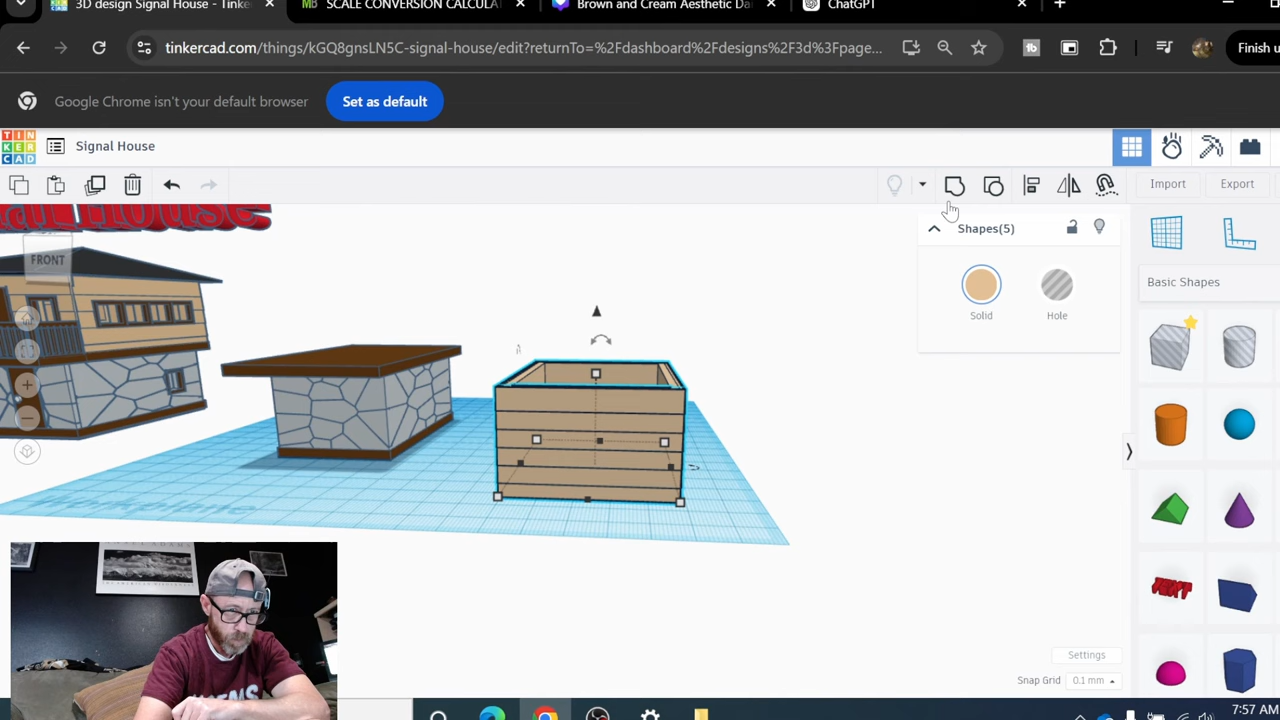 3D design Signal House - Tinke
SCALE CONVERSION CALCULA
Brown and Cream Aesthetic Da
ChatGPT
tinkercad.com/things/kGQ8gnsLN5C-signal-house/edit?returnTo=%2Fdashboard%2Fdesigns%2F3d%3Fpage...
Finish u
Google Chrome isn't your default browser
Set as default
TIN
KER
CAD
Signal House
Import
Export
FRONT
Shapes(5)
Solid
Hole
Basic Shapes
TEXT
Settings
Snap Grid
0.1 mm
7:57 AM